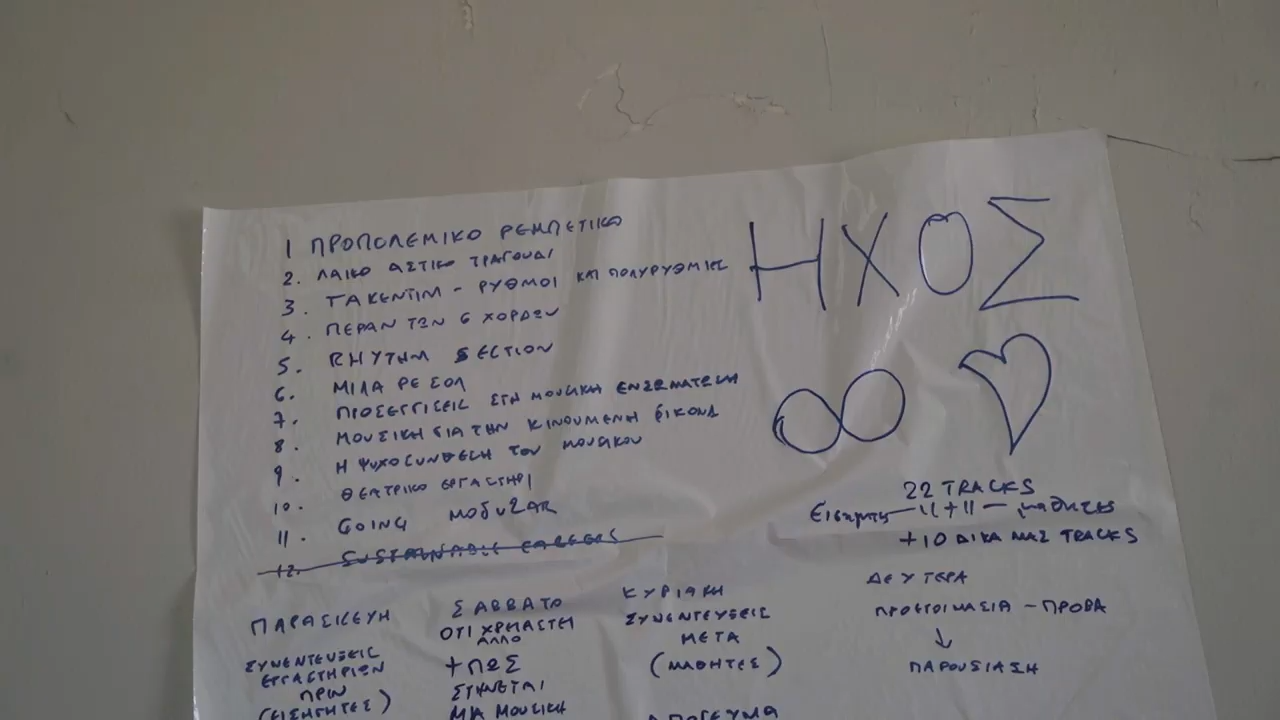 1 ΠΡΟΠΟΛΕΜΙΚΟ ΡΕΜΠΕΤΙΚΟ
2. ΛΑΙΚΟ ΑΣΤΙΚΟ ΤΡΑΓΟΥΔΙ
3. ΤΑΚΕΝΤΙΜ - ΡΥΘΜΟΙ ΚΑΙ ΠΟΛΥΡΥΘΜΙΕΣ
4. ΠΕΡΑΝ ΤΩΝ 6 ΧΟΡΔΩΝ
5. RHYTHM SECTION
6. ΜΙΛΑ ΡΕ ΣΟΛ
7. ΠΡΟΣΕΓΓΙΣΕΙΣ ΣΤΗ ΜΟΥΣΙΚΗ ΕΝΣΩΜΑΤΩΣΗ
8. ΜΟΥΣΙΚΗ ΓΙΑ ΤΗΝ ΚΙΝΟΥΜΕΝΗ ΕΙΚΟΝΑ
9. Η ΨΥΧΟΣΥΝΘΕΣΗ ΤΟΥ ΜΟΥΣΙΚΟΥ
10. ΘΕΑΤΡΙΚΟ ΕΡΓΑΣΤΗΡΙ
11. GOING MODULAR
12. SUSTAINABLE CAREERS
ΗΧΟΣ
22 TRACKS
11 + 11 - μαθητες
+10 ΔΙΚΑ ΜΑΣ TRACKS
ΠΑΡΑΣΚΕΥΗ
ΣΥΝΕΝΤΕΥΞΕΙΣ
ΕΡΓΑΣΤΗΡΙΩΝ
ΠΡΙΝ
(ΕΙΣΗΓΗΤΕΣ)
ΣΑΒΒΑΤΟ
ΟΤΙ ΧΡΕΙΑΣΤΕΙ
ΑΛΛΟ
+ ΠΩΣ
ΣΤΗΝΕΤΑΙ
ΜΙΑ ΜΟΥΣΙΚΗ
ΚΥΡΙΑΚΗ
ΣΥΝΕΝΤΕΥΞΕΙΣ
ΜΕΤΑ
(ΜΑΘΗΤΕΣ)
ΑΠΟΓΕΥΜΑ
ΔΕΥΤΕΡΑ
ΠΡΟΕΤΟΙΜΑΣΙΑ - ΠΡΟΒΑ
↓
ΠΑΡΟΥΣΙΑΣΗ